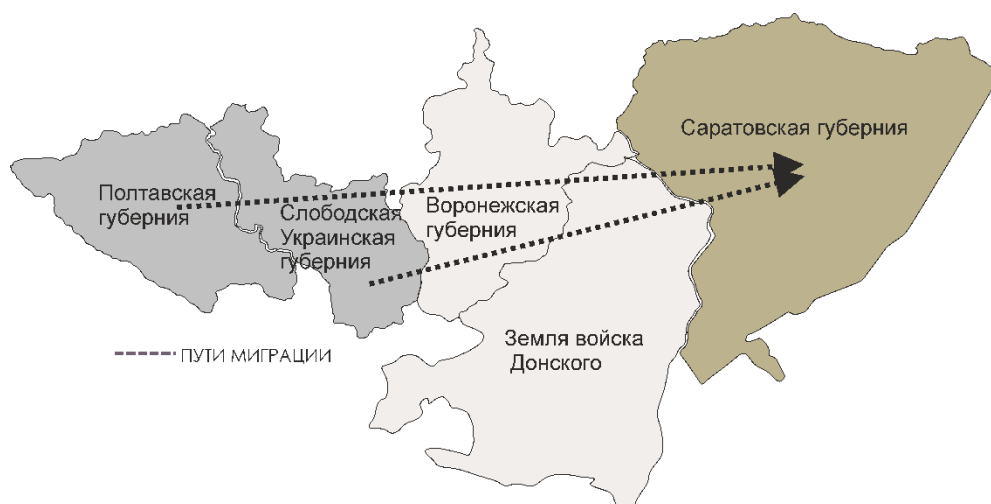 Саратовская губерния
Полтавская
губерния
Слободская
Украинская
губерния
Воронежская
губерния
Земля войска
Донского
ПУТИ МИГРАЦИИ